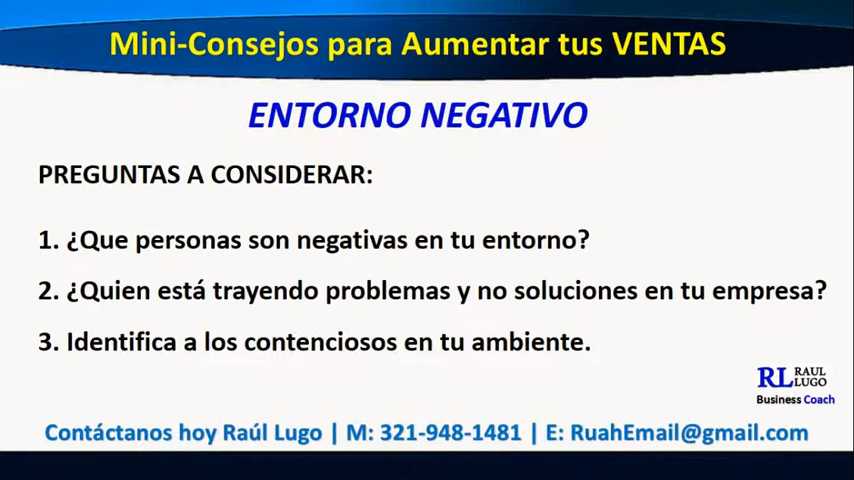 Mini-Consejos para Aumentar tus VENTAS
ENTORNO NEGATIVO
PREGUNTAS A CONSIDERAR:
1. ¿Que personas son negativas en tu entorno?
2. ¿Quien está trayendo problemas y no soluciones en tu empresa?
3. Identifica a los contenciosos en tu ambiente.
RL RAUL
LUGO
Business Coach
Contáctanos hoy Raúl Lugo | M: 321-948-1481 | E: RuahEmail@gmail.com